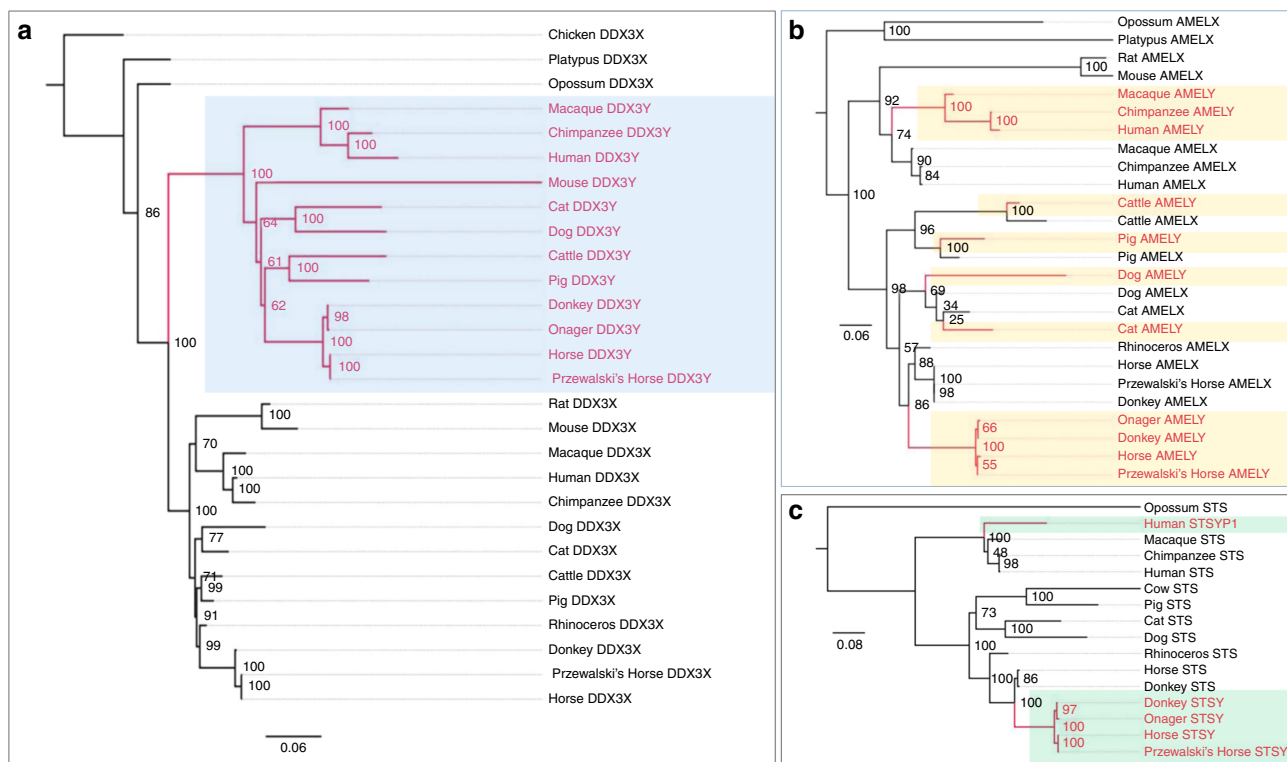 a
Chicken DDX3X
Platypus DDX3X
Opossum DDX3X
Macaque DDX3Y
100
Chimpanzee DDX3Y
100
Human DDX3Y
100
Mouse DDX3Y
Cat DDX3Y
86
100
64
Dog DDX3Y
Cattle DDX3Y
61
100
Pig DDX3Y
62
Donkey DDX3Y
98
Onager DDX3Y
100
100
Horse DDX3Y
100
Przewalski's Horse DDX3Y
Rat DDX3X
100
Mouse DDX3X
70
Macaque DDX3X
100
Human DDX3X
100
Chimpanzee DDX3X
100
Dog DDX3X
77
Cat DDX3X
Cattle DDX3X
71
99
Pig DDX3X
91
Rhinoceros DDX3X
99
Donkey DDX3X
100
Przewalski's Horse DDX3X
100
Horse DDX3X
0.06
b
Opossum AMELX
100
Platypus AMELX
Rat AMELX
100
Mouse AMELX
Macaque AMELY
92
100
Chimpanzee AMELY
100
Human AMELY
74
Macaque AMELX
90
Chimpanzee AMELX
84
Human AMELX
100
Cattle AMELY
100
Cattle AMELX
96
Pig AMELY
100
Pig AMELX
Dog AMELY
98
69
Dog AMELX
34
Cat AMELX
25
Cat AMELY
0.06
57
Rhinoceros AMELX
88
Horse AMELX
100
Przewalski's Horse AMELX
98
Donkey AMELX
86
Onager AMELY
66
Donkey AMELY
100
Horse AMELY
55
Przewalski's Horse AMELY
c
Opossum STS
Human STSYP1
100
Macaque STS
48
Chimpanzee STS
98
Human STS
Cow STS
100
Pig STS
73
Cat STS
100
Dog STS
0.08
100
Rhinoceros STS
Horse STS
100
86
Donkey STS
100
Donkey STSY
97
Onager STSY
100
Horse STSY
100
Przewalski's Horse STSY